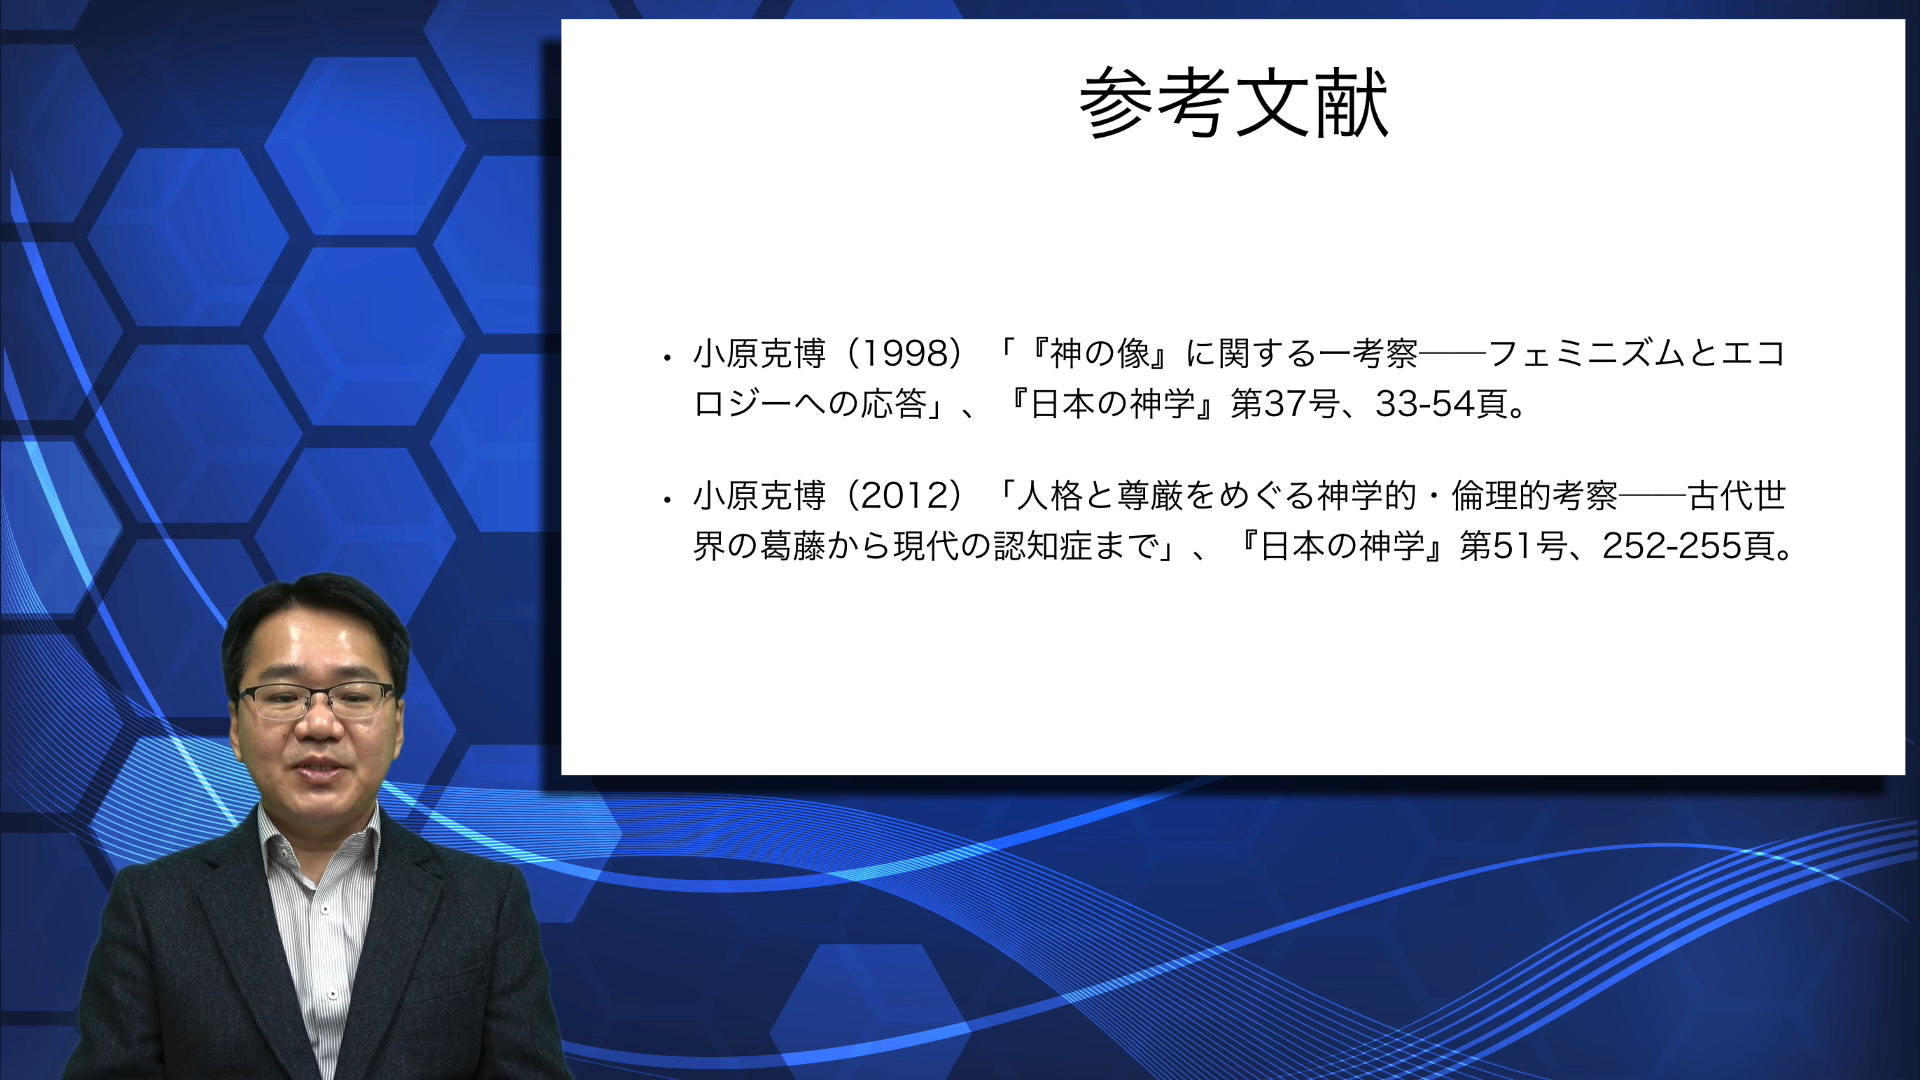 参考文献
• 小原克博（1998）「『神の像』に関する一考察──フェミニズムとエコ
ロジーへの応答」、『日本の神学』第37号、33-54頁。
• 小原克博（2012）「人格と尊厳をめぐる神学的・倫理的考察──古代世
界の葛藤から現代の認知症まで」、『日本の神学』第51号、252-255頁。